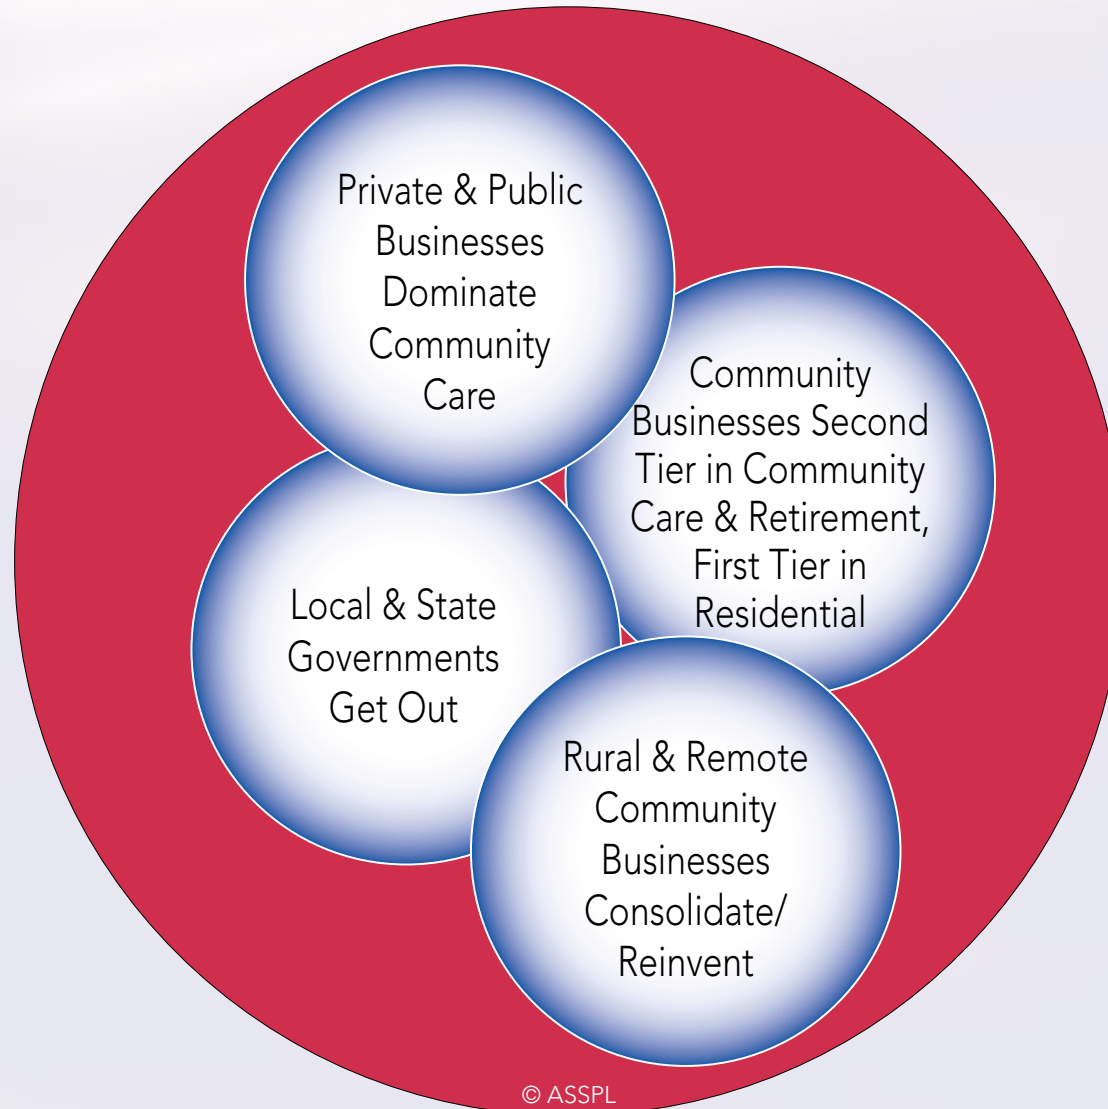 Private & Public
Businesses
Dominate
Community
Care
Community
Businesses Second
Tier in Community
Care & Retirement,
First Tier in
Residential
Local & State
Governments
Get Out
Rural & Remote
Community
Businesses
Consolidate/
Reinvent
© ASSPL